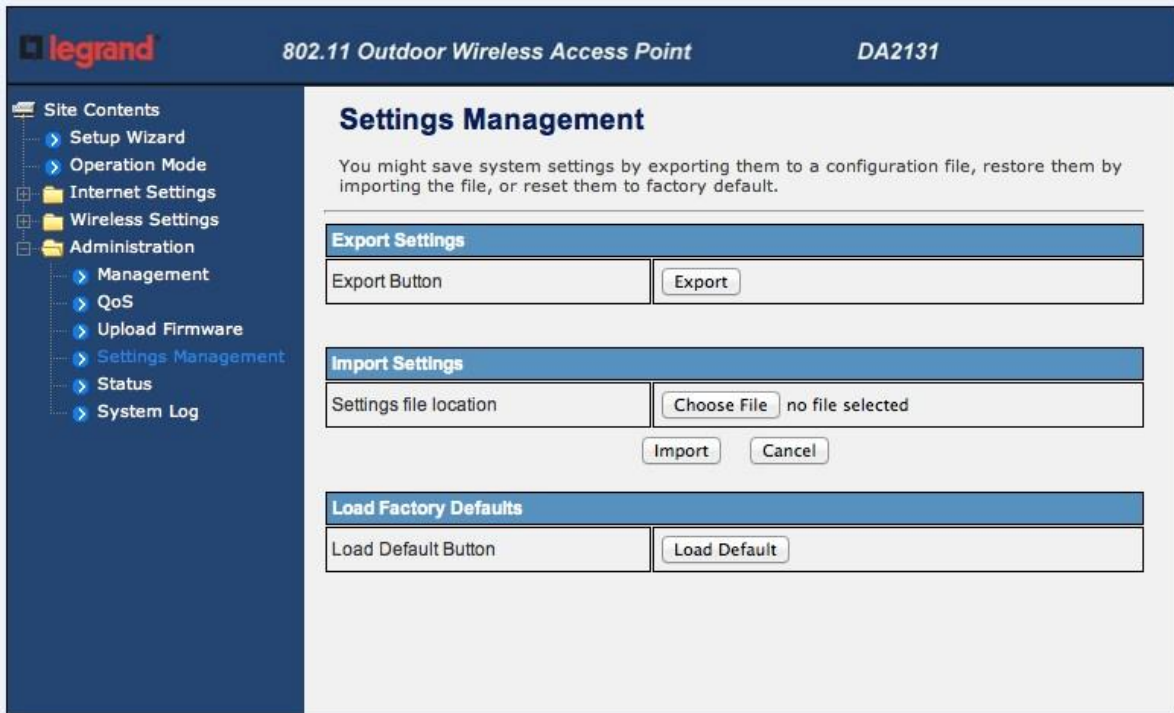 legrand
802.11 Outdoor Wireless Access Point
DA2131
Site Contents
Setup Wizard
Operation Mode
Internet Settings
Wireless Settings
Administration
Management
QoS
Upload Firmware
Settings Management
Status
System Log
Settings Management
You might save system settings by exporting them to a configuration file, restore them by
importing the file, or reset them to factory default.
Export Settings
Export Button
Export
Import Settings
Settings file location
Choose File no file selected
Import
Cancel
Load Factory Defaults
Load Default Button
Load Default